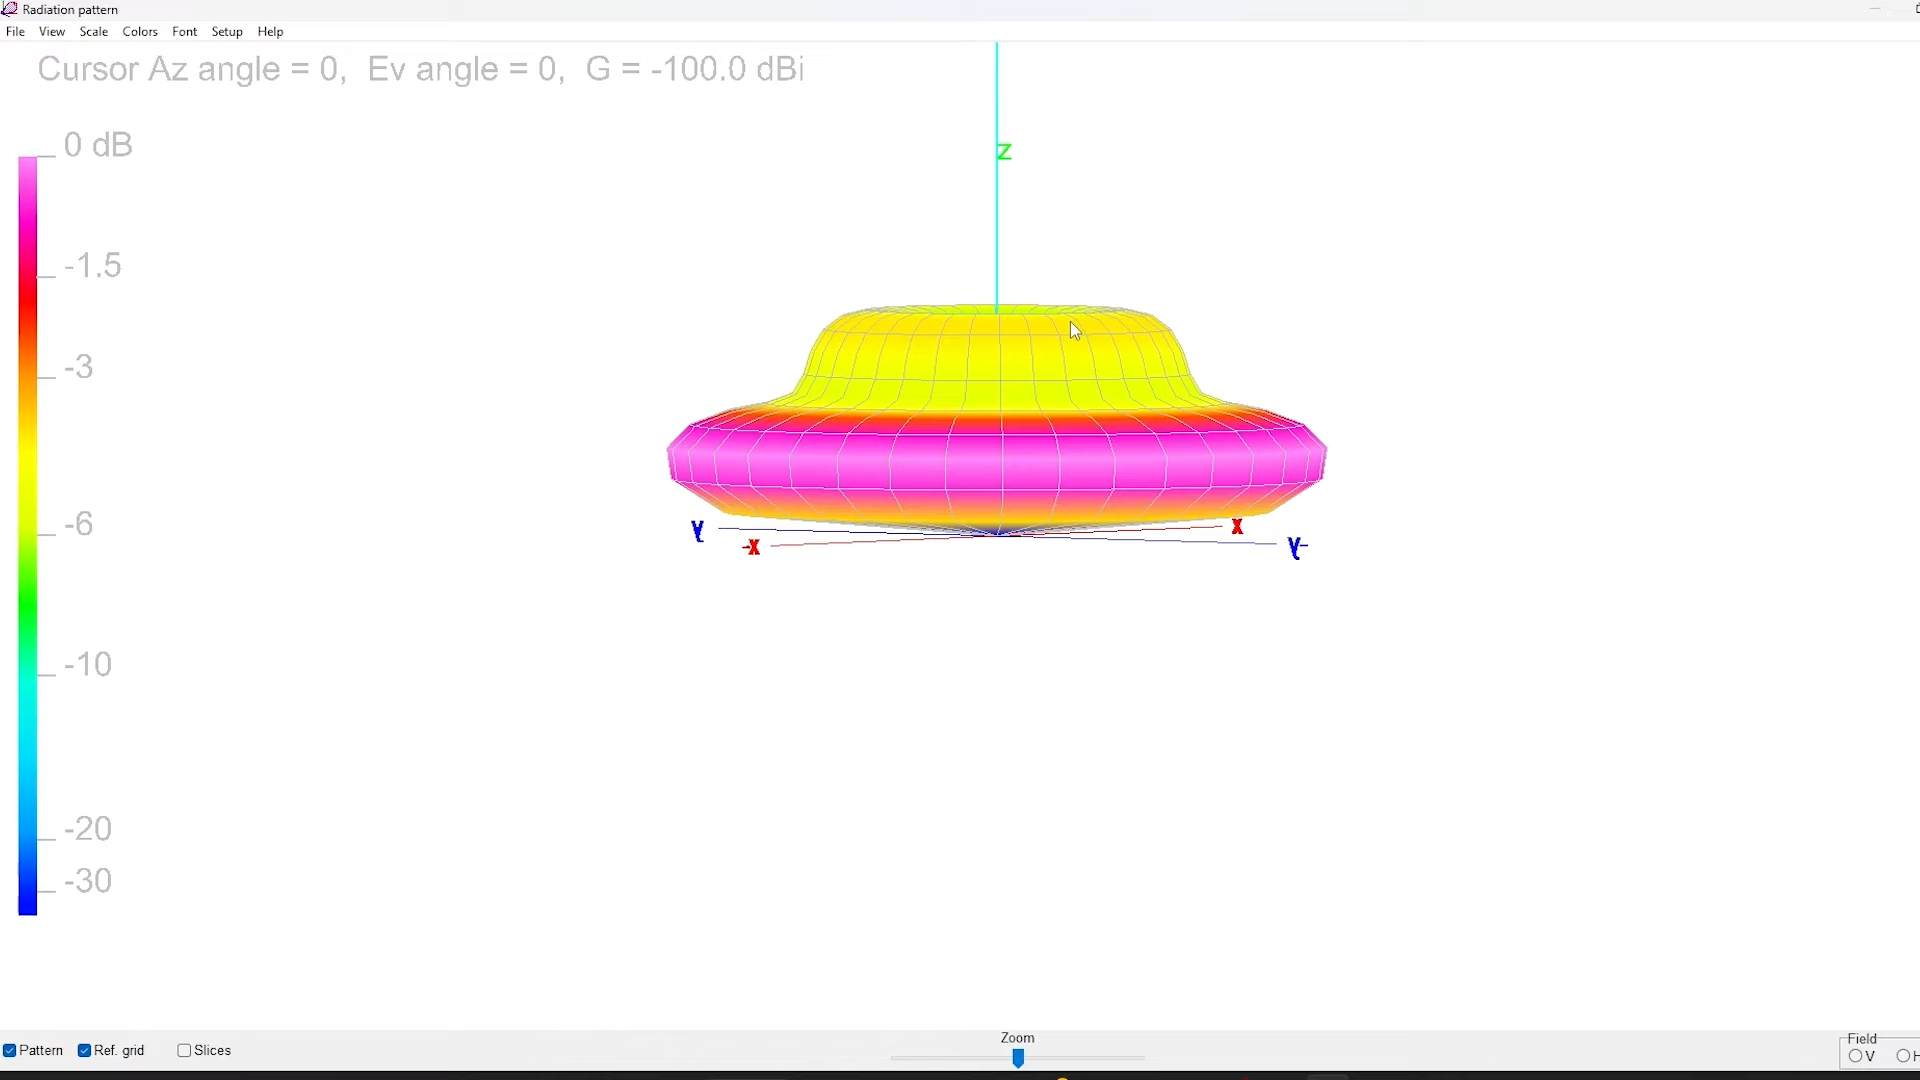 Radiation pattern
File View Scale Colors Font Setup Help
Cursor Az angle = 0, Ev angle = 0, G = -100.0 dBi
0 dB
-1.5
-3
-6
-10
-20
-30
Z
Y
-X
X
Y-
Zoom
Pattern Ref. grid Slices
Field
V H